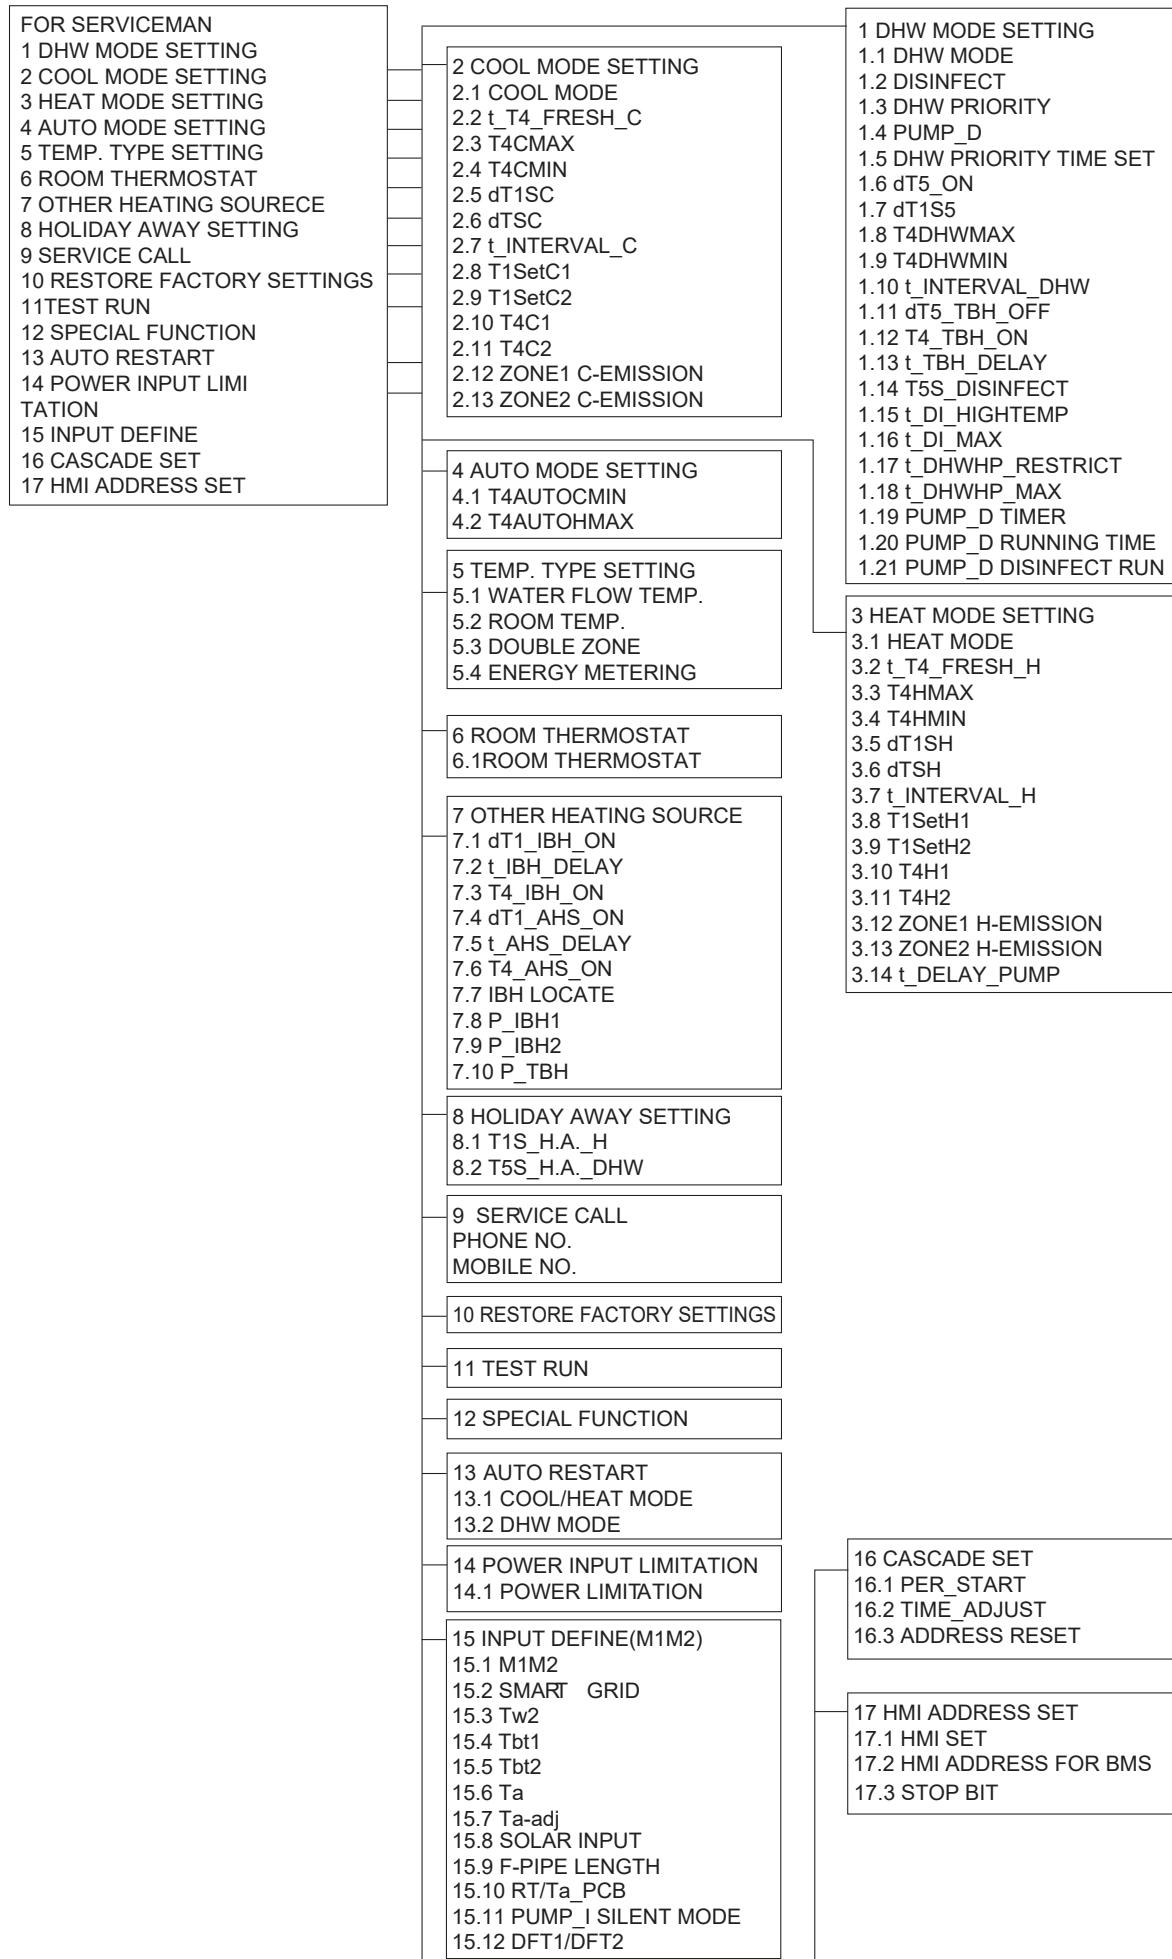 FOR SERVICEMAN
1 DHW MODE SETTING
2 COOL MODE SETTING
3 HEAT MODE SETTING
4 AUTO MODE SETTING
5 TEMP. TYPE SETTING
6 ROOM THERMOSTAT
7 OTHER HEATING SOURECE
8 HOLIDAY AWAY SETTING
9 SERVICE CALL
10 RESTORE FACTORY SETTINGS
11TEST RUN
12 SPECIAL FUNCTION
13 AUTO RESTART
14 POWER INPUT LIMI
TATION
15 INPUT DEFINE
16 CASCADE SET
17 HMI ADDRESS SET
1 DHW MODE SETTING
1.1 DHW MODE
1.2 DISINFECT
1.3 DHW PRIORITY
1.4 PUMP_D
1.5 DHW PRIORITY TIME SET
1.6 dT5_ON
1.7 dT1S5
1.8 T4DHWMAX
1.9 T4DHWMIN
1.10 t_INTERVAL_DHW
1.11 dT5_TBH_OFF
1.12 T4_TBH_ON
1.13 t_TBH_DELAY
1.14 T5S_DISINFECT
1.15 t_DI_HIGHTEMP
1.16 t_DI_MAX
1.17 t_DHWHP_RESTRICT
1.18 t_DHWHP_MAX
1.19 PUMP_D TIMER
1.20 PUMP_D RUNNING TIME
1.21 PUMP_D DISINFECT RUN
2 COOL MODE SETTING
2.1 COOL MODE
2.2 t_T4_FRESH_C
2.3 T4CMAX
2.4 T4CMIN
2.5 dT1SC
2.6 dTSC
2.7 t_INTERVAL_C
2.8 T1SetC1
2.9 T1SetC2
2.10 T4C1
2.11 T4C2
2.12 ZONE1 C-EMISSION
2.13 ZONE2 C-EMISSION
3 HEAT MODE SETTING
3.1 HEAT MODE
3.2 t_T4_FRESH_H
3.3 T4HMAX
3.4 T4HMIN
3.5 dT1SH
3.6 dTSH
3.7 t_INTERVAL_H
3.8 T1SetH1
3.9 T1SetH2
3.10 T4H1
3.11 T4H2
3.12 ZONE1 H-EMISSION
3.13 ZONE2 H-EMISSION
3.14 t_DELAY_PUMP
4 AUTO MODE SETTING
4.1 T4AUTOCMIN
4.2 T4AUTOHMAX
5 TEMP. TYPE SETTING
5.1 WATER FLOW TEMP.
5.2 ROOM TEMP.
5.3 DOUBLE ZONE
5.4 ENERGY METERING
6 ROOM THERMOSTAT
6.1ROOM THERMOSTAT
7 OTHER HEATING SOURCE
7.1 dT1_IBH_ON
7.2 t_IBH_DELAY
7.3 T4_IBH_ON
7.4 dT1_AHS_ON
7.5 t_AHS_DELAY
7.6 T4_AHS_ON
7.7 IBH LOCATE
7.8 P_IBH1
7.9 P_IBH2
7.10 P_TBH
8 HOLIDAY AWAY SETTING
8.1 T1S_H.A._H
8.2 T5S_H.A._DHW
9 SERVICE CALL
PHONE NO.
MOBILE NO.
10 RESTORE FACTORY SETTINGS
11 TEST RUN
12 SPECIAL FUNCTION
13 AUTO RESTART
13.1 COOL/HEAT MODE
13.2 DHW MODE
14 POWER INPUT LIMITATION
14.1 POWER LIMITATION
15 INPUT DEFINE(M1M2)
15.1 M1M2
15.2 SMART GRID
15.3 Tw2
15.4 Tbt1
15.5 Tbt2
15.6 Ta
15.7 Ta-adj
15.8 SOLAR INPUT
15.9 F-PIPE LENGTH
15.10 RT/Ta_PCB
15.11 PUMP_I SILENT MODE
15.12 DFT1/DFT2
16 CASCADE SET
16.1 PER_START
16.2 TIME_ADJUST
16.3 ADDRESS RESET
17 HMI ADDRESS SET
17.1 HMI SET
17.2 HMI ADDRESS FOR BMS
17.3 STOP BIT